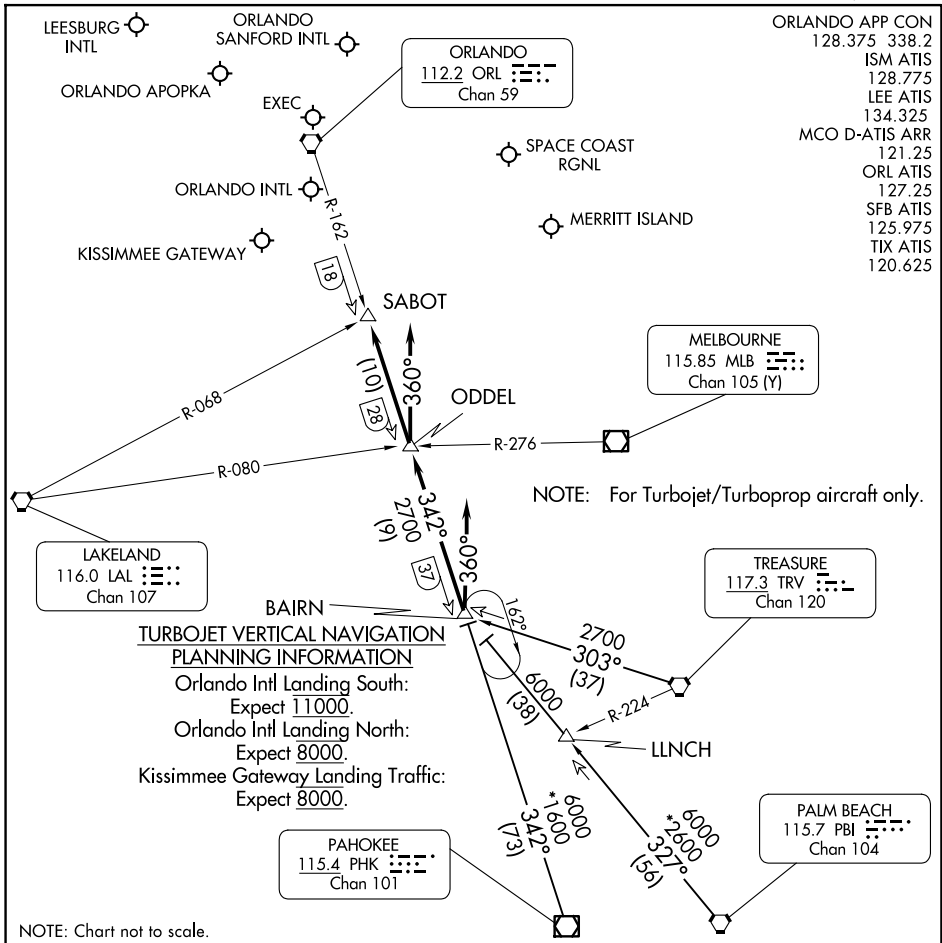 LEESBURG
INTL
ORLANDO
SANFORD INTL
ORLANDO APOPKA
EXEC
ORLANDO
112.2 ORL
Chan 59
ORLANDO APP CON
128.375 338.2
ISM ATIS
128.775
LEE ATIS
134.325
MCO D-ATIS ARR
121.25
ORL ATIS
127.25
SFB ATIS
125.975
TIX ATIS
120.625
SPACE COAST
RGNL
ORLANDO INTL
R-162
MERRITT ISLAND
KISSIMMEE GATEWAY
18
SABOT
(10)
360°
MELBOURNE
115.85 MLB
Chan 105 (Y)
R-068
28
ODDEL
R-276
R-080
NOTE: For Turbojet/Turboprop aircraft only.
342°
2700
(9)
360°
LAKELAND
116.0 LAL
Chan 107
37
TREASURE
117.3 TRV
Chan 120
BAIRN
162°
2700
303°
(37)
TURBOJET VERTICAL NAVIGATION
PLANNING INFORMATION
Orlando Intl Landing South:
Expect 11000.
Orlando Intl Landing North:
Expect 8000.
Kissimmee Gateway Landing Traffic:
Expect 8000.
6000
(38)
R-224
LLNCH
6000
*1600
342°
(73)
6000
*2600
327°
(56)
PALM BEACH
115.7 PBI
Chan 104
PAHOKEE
115.4 PHK
Chan 101
NOTE: Chart not to scale.